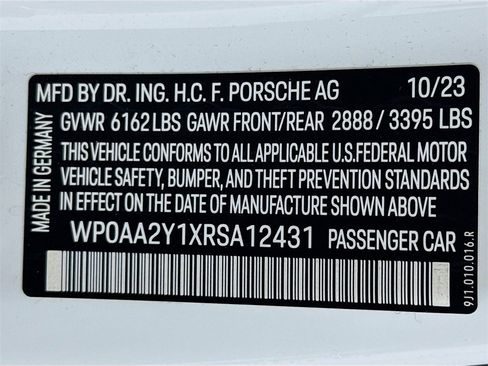 MFD BY DR. ING. H.C. F. PORSCHE AG 10/23
GVWR 6162 LBS GAWR FRONT/REAR 2888 / 3395 LBS
THIS VEHICLE CONFORMS TO ALL APPLICABLE U.S.FEDERAL MOTOR
VEHICLE SAFETY, BUMPER, AND THEFT PREVENTION STANDARDS
IN EFFECT ON THE DATE OF MANUFACTURE SHOWN ABOVE
WP0AA2Y1XRSA12431 PASSENGER CAR
MADE IN GERMANY
9J1.010.016.R